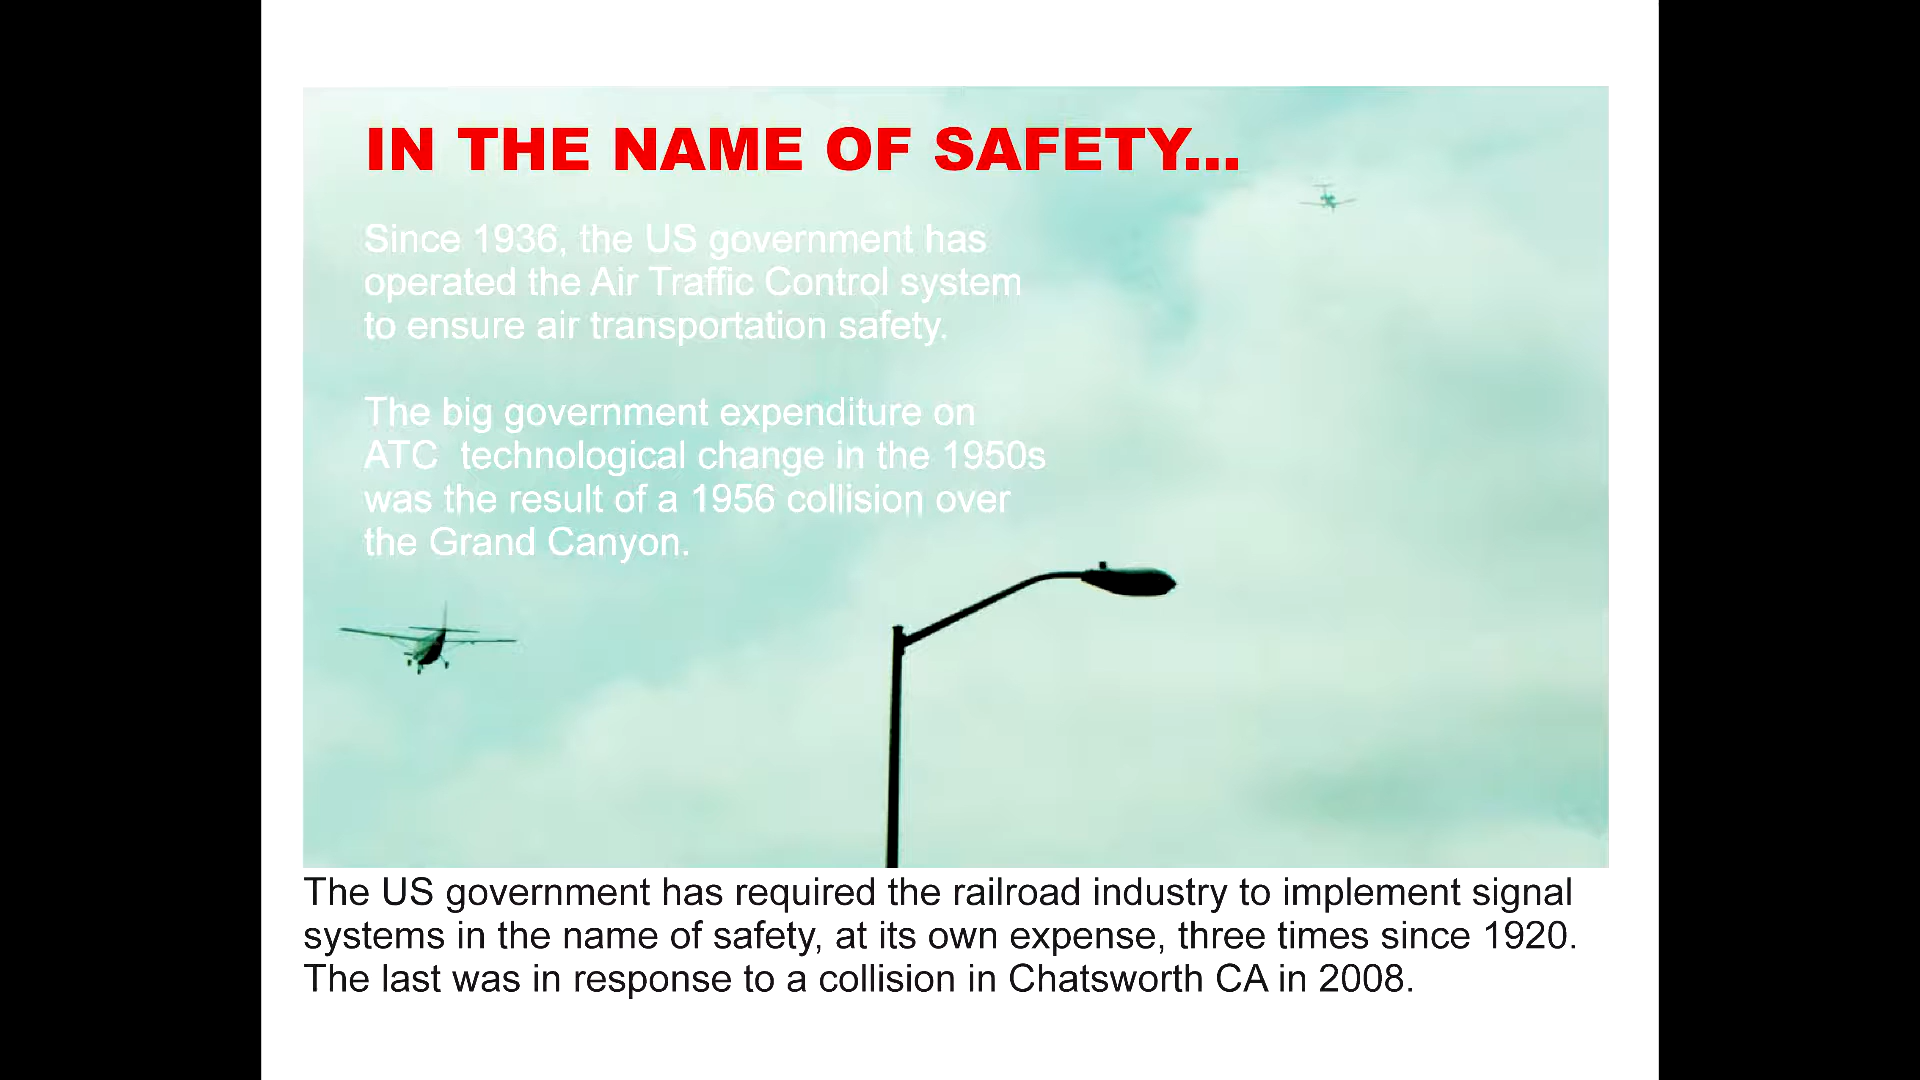 IN THE NAME OF SAFETY...
Since 1936, the US government has
operated the Air Traffic Control system
to ensure air transportation safety.
The big government expenditure on
ATC  technological change in the 1950s
was the result of a 1956 collision over
the Grand Canyon.
The US government has required the railroad industry to implement signal
systems in the name of safety, at its own expense, three times since 1920.
The last was in response to a collision in Chatsworth CA in 2008.